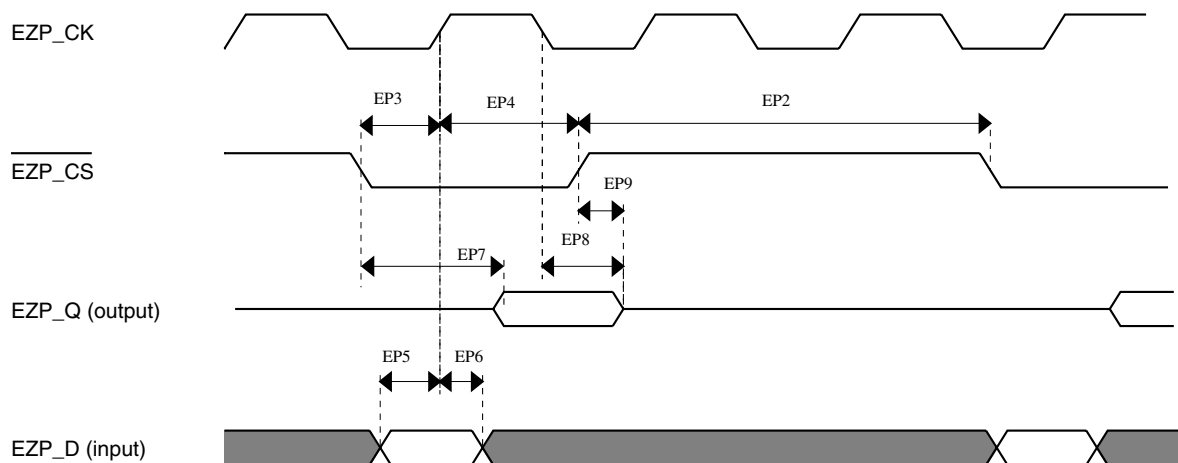 EZP_CK
EP3
EP4
EP2
EZP_CS
EP9
EP8
EP7
EZP_Q (output)
EP5
EP6
EZP_D (input)